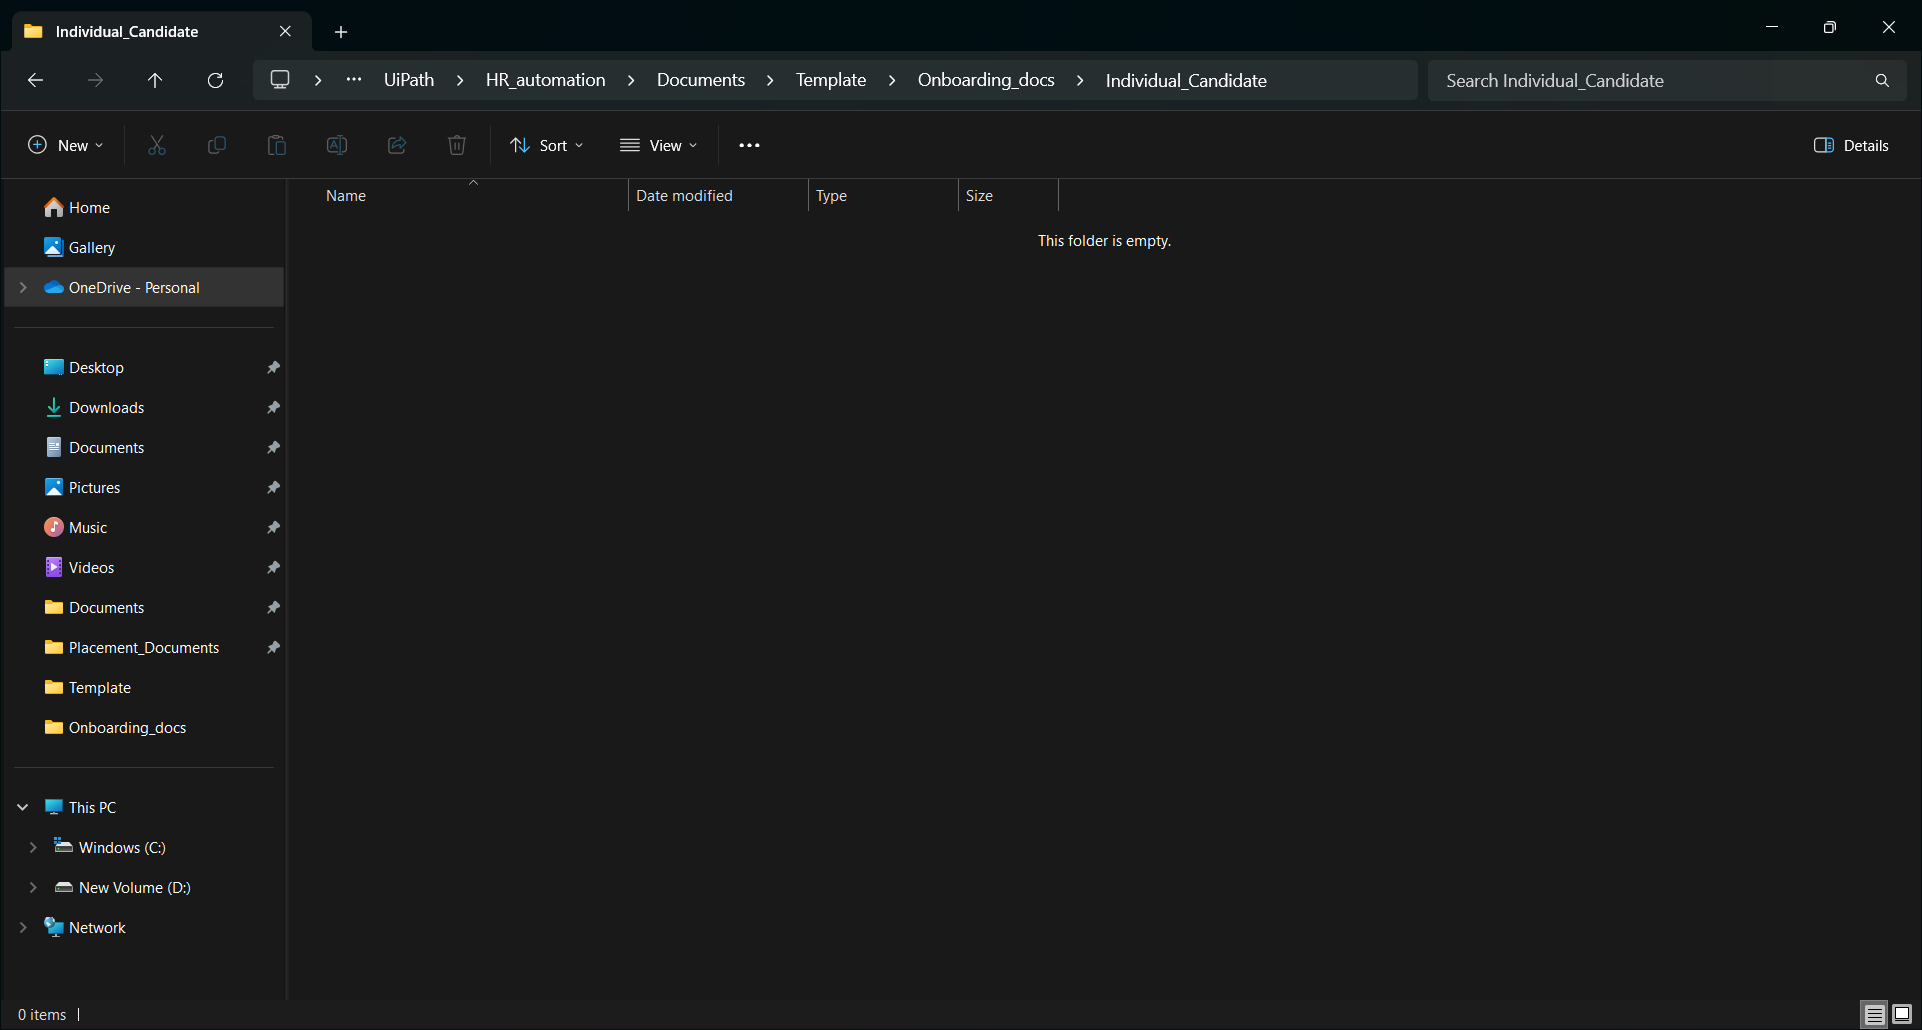 Individual_Candidate
UiPath HR_automation Documents Template Onboarding_docs Individual_Candidate
Search Individual_Candidate
New
Sort
View
Details
Name Date modified Type Size
This folder is empty.
Home
Gallery
OneDrive - Personal
Desktop
Downloads
Documents
Pictures
Music
Videos
Documents
Placement_Documents
Template
Onboarding_docs
This PC
Windows (C:)
New Volume (D:)
Network
0 items